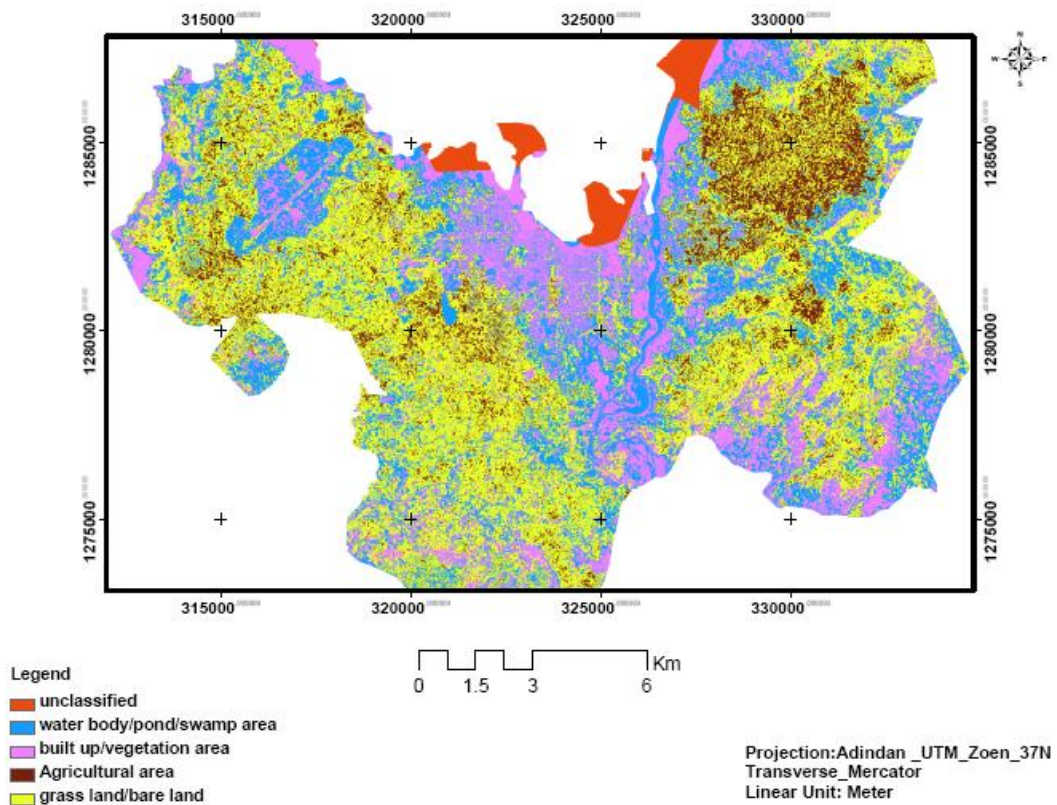 315000 320000 325000 330000
N
W E
S
1285000 1285000
1280000 1280000
1275000 1275000
315000 320000 325000 330000
Km
0 1.5 3 6
Legend
unclassified
water body/pond/swamp area
built up/vegetation area
Agricultural area
grass land/bare land
Projection:Adindan _UTM_Zoen_37N
Transverse_Mercator
Linear Unit: Meter